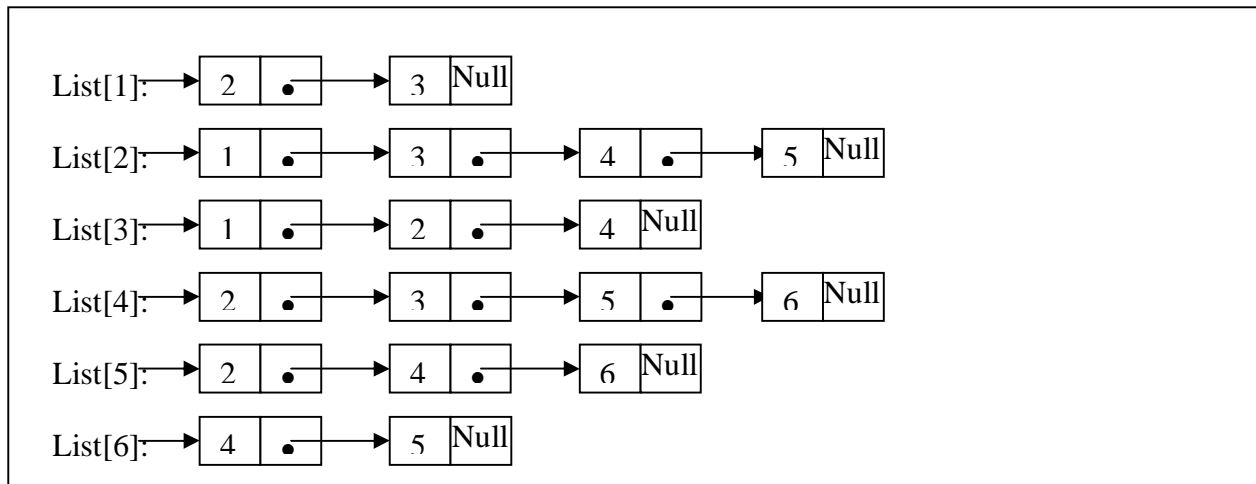 List[1]: 2 3 Null
List[2]: 1 3 4 5 Null
List[3]: 1 2 4 Null
List[4]: 2 3 5 6 Null
List[5]: 2 4 6 Null
List[6]: 4 5 Null